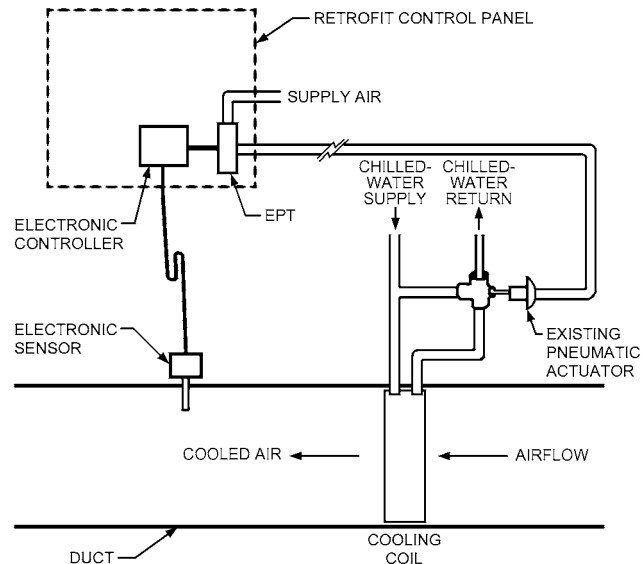 RETROFIT CONTROL PANEL
SUPPLY AIR
CHILLED-
WATER
SUPPLY
CHILLED-
WATER
RETURN
EPT
ELECTRONIC
CONTROLLER
ELECTRONIC
SENSOR
EXISTING
PNEUMATIC
ACTUATOR
COOLED AIR
AIRFLOW
DUCT
COOLING
COIL